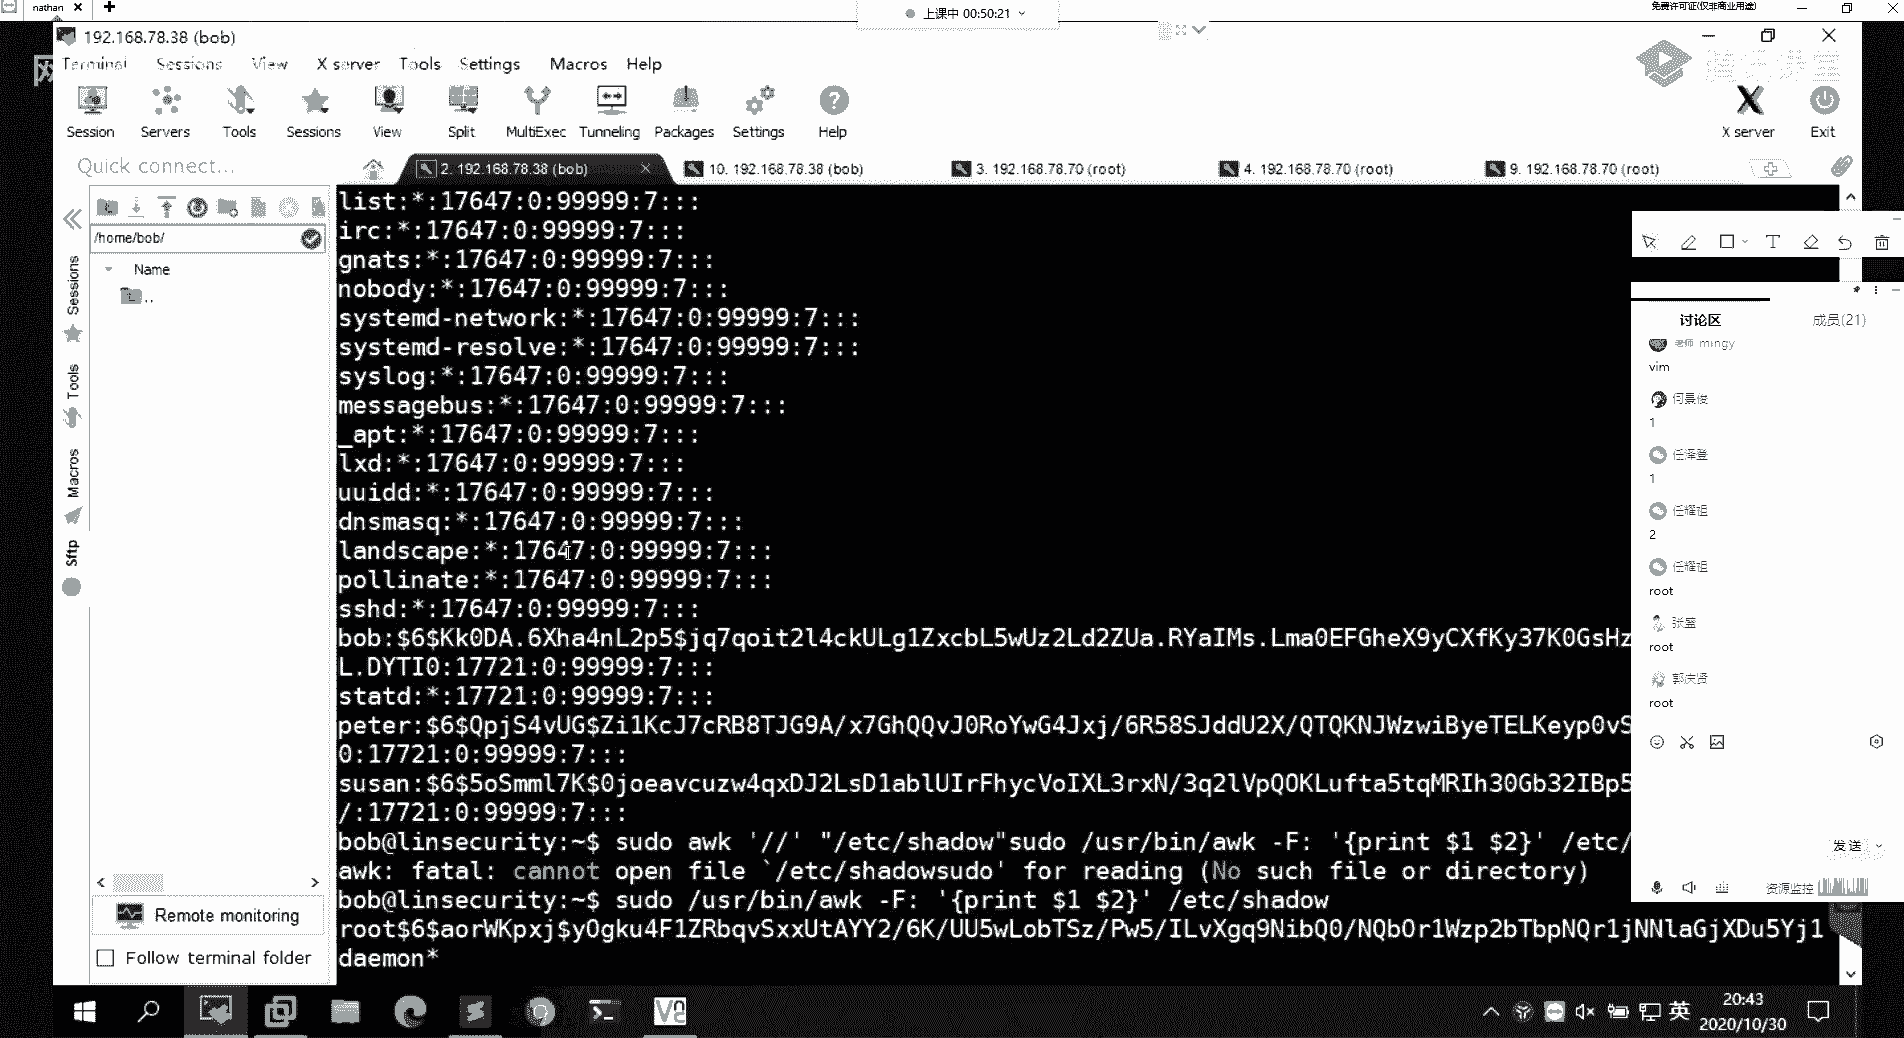 nathan
上课中 00:50:21
免费许可证(仅非商业用途)
192.168.78.38 (bob)
Terminal Sessions View X server Tools Settings Macros Help
Session Servers Tools Sessions View Split MultiExec Tunneling Packages Settings Help X server Exit
Quick connect...
2. 192.168.78.38 (bob)
10. 192.168.78.38 (bob)
3. 192.168.78.70 (root)
4. 192.168.78.70 (root)
9. 192.168.78.70 (root)
/home/bob/
Name
..
Sessions
Tools
Macros
Sftp
Remote monitoring
Follow terminal folder
list:*:17647:0:99999:7:::
irc:*:17647:0:99999:7:::
gnats:*:17647:0:99999:7:::
nobody:*:17647:0:99999:7:::
systemd-network:*:17647:0:99999:7:::
systemd-resolve:*:17647:0:99999:7:::
syslog:*:17647:0:99999:7:::
messagebus:*:17647:0:99999:7:::
_apt:*:17647:0:99999:7:::
lxd:*:17647:0:99999:7:::
uuidd:*:17647:0:99999:7:::
dnsmasq:*:17647:0:99999:7:::
landscape:*:17647:0:99999:7:::
pollinate:*:17647:0:99999:7:::
sshd:*:17647:0:99999:7:::
bob:$6$Kk0DA.6Xha4nL2p5$jq7qoit2l4ckULg1ZxcbL5wUz2Ld2ZUa.RYaIMs.Lma0EFGheX9yCXfKy37K0GsHz
L.DYTI0:17721:0:99999:7:::
statd:*:17721:0:99999:7:::
peter:$6$QpjS4vUG$Zi1KcJ7cRB8TJG9A/x7GhQQvJ0RoYwG4Jxj/6R58SJddU2X/QTQKNJWzwiByeTELKeyp0vS
0:17721:0:99999:7:::
susan:$6$5oSmml7K$0joeavcuzw4qxDJ2LsD1ablUIrFhycVoIXL3rxN/3q2lVpQOKLufta5tqMRIh30Gb32IBp5
/:17721:0:99999:7:::
bob@linsecurity:~$ sudo awk '//' "/etc/shadow"sudo /usr/bin/awk -F: '{print $1 $2}' /etc/
awk: fatal: cannot open file `/etc/shadowsudo' for reading (No such file or directory)
bob@linsecurity:~$ sudo /usr/bin/awk -F: '{print $1 $2}' /etc/shadow
root$6$aorWKpxj$yOgku4F1ZRbqvSxxUtAYY2/6K/UU5wLobTSz/Pw5/ILvXgq9NibQ0/NQbOr1Wzp2bTbpNQr1jNNlaGjXDu5Yj1
daemon*
讨论区 成员(21)
老师 mingy
vim
何景俊
1
任泽登
1
任耀祖
2
任耀祖
root
张蛮
root
root
发送
资源监控
英
20:43
2020/10/30